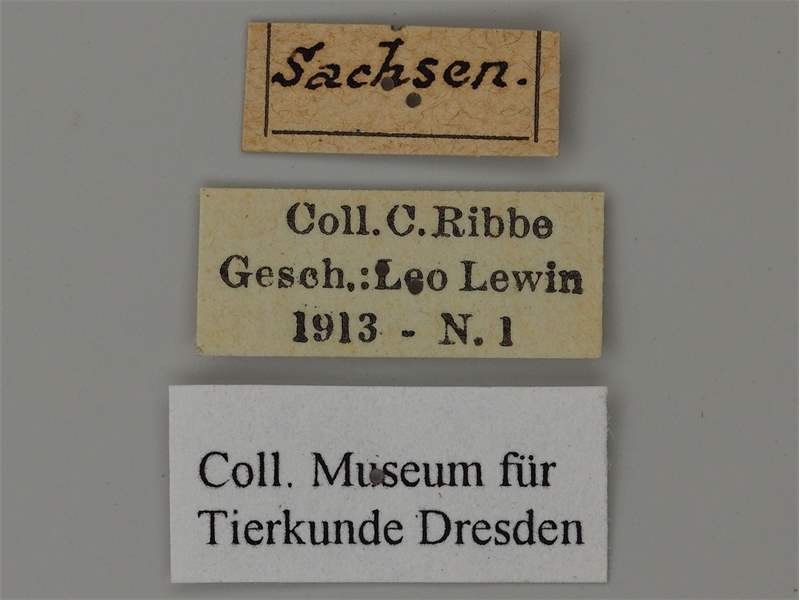 Sachsen.
Coll. C. Ribbe
Gesch.: Leo Lewin
1913 - N. 1
Coll. Museum für
Tierkunde Dresden